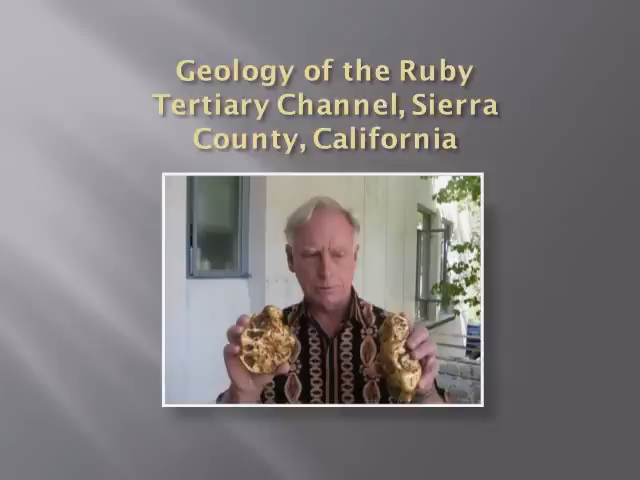 Geology of the Ruby
Tertiary Channel, Sierra
County, California